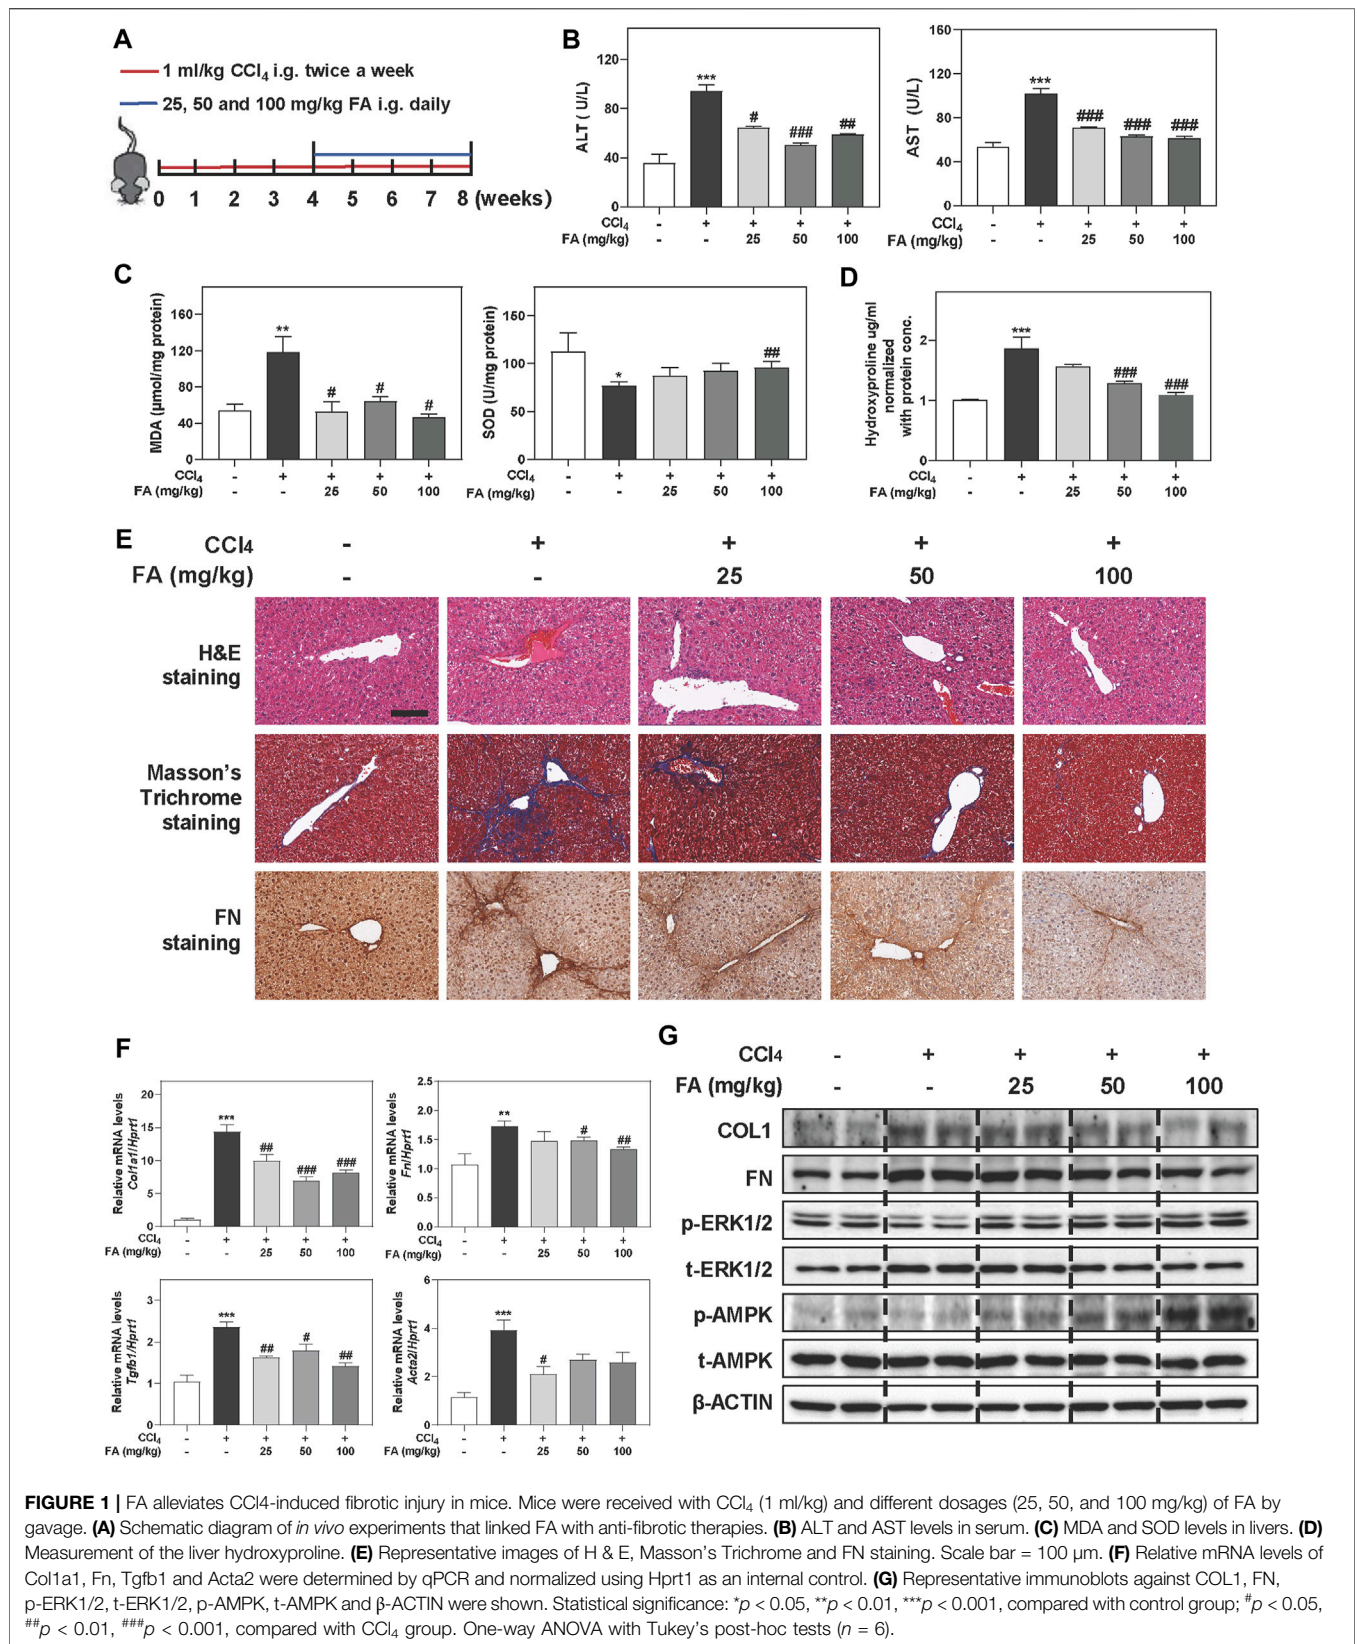 A
1 ml/kg CCl₄ i.g. twice a week
25, 50 and 100 mg/kg FA i.g. daily
0 1 2 3 4 5 6 7 8 (weeks)
B
ALT ( U/L)
120
80
40
0
***
#
###
##
CCl₄ - + + + +
FA (mg/kg) - - 25 50 100
AST (U/L)
160
120
80
40
0
***
###
###
###
CCl₄ - + + + +
FA (mg/kg) - - 25 50 100
C
MDA (μmol/mg protein)
160
120
80
40
0
**
#
#
#
CCl₄ - + + + +
FA (mg/kg) - - 25 50 100
SOD (U/mg protein)
150
100
50
0
*
##
CCl₄ - + + + +
FA (mg/kg) - - 25 50 100
D
Hydroxyproline ug/ml
normalized
with protein conc.
2
1
0
***
###
###
CCl₄ - + + + +
FA (mg/kg) - - 25 50 100
E
CCl4 - + + + +
FA (mg/kg) - - 25 50 100
H&E
staining
Masson's
Trichrome
staining
FN
staining
F
Relative mRNA levels
Col1a1/Hprt1
20
15
10
5
0
***
##
###
###
CCl₄ - + + + +
FA (mg/kg) - - 25 50 100
Relative mRNA levels
Fn/Hprt1
2.5
2.0
1.5
1.0
0.5
0.0
**
#
##
CCl₄ - + + + +
FA (mg/kg) - - 25 50 100
Relative mRNA levels
Tgfb1/Hprt1
3
2
1
0
***
##
#
##
CCl₄ - + + + +
FA (mg/kg) - - 25 50 100
Relative mRNA levels
Acta2/Hprt1
6
4
2
0
***
#
CCl₄ - + + + +
FA (mg/kg) - - 25 50 100
G
CCl4 - + + + +
FA (mg/kg) - - 25 50 100
COL1
FN
p-ERK1/2
t-ERK1/2
p-AMPK
t-AMPK
β-ACTIN
FIGURE 1 | FA alleviates CCl4-induced fibrotic injury in mice. Mice were received with CCl₄ (1 ml/kg) and different dosages (25, 50, and 100 mg/kg) of FA by
gavage. (A) Schematic diagram of in vivo experiments that linked FA with anti-fibrotic therapies. (B) ALT and AST levels in serum. (C) MDA and SOD levels in livers. (D)
Measurement of the liver hydroxyproline. (E) Representative images of H & E, Masson's Trichrome and FN staining. Scale bar = 100 μm. (F) Relative mRNA levels of
Col1a1, Fn, Tgfb1 and Acta2 were determined by qPCR and normalized using Hprt1 as an internal control. (G) Representative immunoblots against COL1, FN,
p-ERK1/2, t-ERK1/2, p-AMPK, t-AMPK and β-ACTIN were shown. Statistical significance: *p < 0.05, **p < 0.01, ***p < 0.001, compared with control group; #p < 0.05,
##p < 0.01, ###p < 0.001, compared with CCl₄ group. One-way ANOVA with Tukey's post-hoc tests (n = 6).